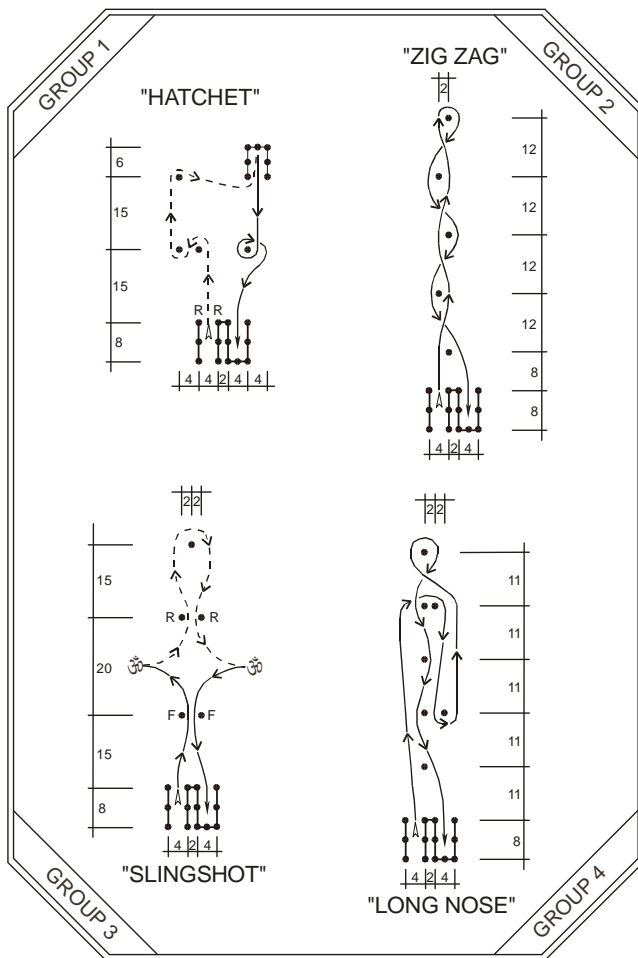 GROUP 1
GROUP 2
"HATCHET"
6
15
15
8
R R
4 4 2 4 4
"ZIG ZAG"
2
12
12
12
12
8
8
4 2 4
2 2
15
20
15
8
R R
ॐ ॐ
F F
4 2 4
"SLINGSHOT"
2 2
11
11
11
11
11
8
4 2 4
"LONG NOSE"
GROUP 3
GROUP 4